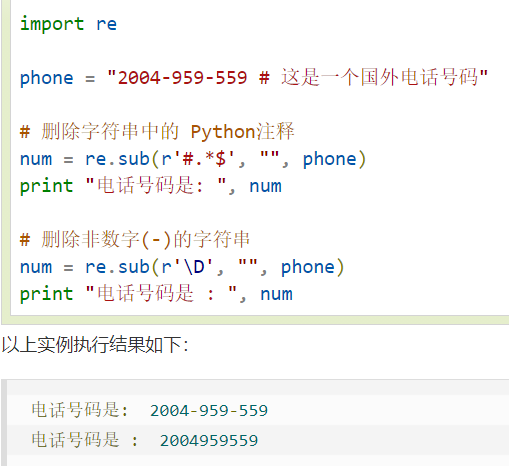 import re
phone = "2004-959-559 # 这是一个国外电话号码"
# 删除字符串中的 Python注释
num = re.sub(r'#.*$', "", phone)
print "电话号码是: ", num
# 删除非数字(-)的字符串
num = re.sub(r'\D', "", phone)
print "电话号码是 : ", num
以上实例执行结果如下：
电话号码是:  2004-959-559
电话号码是 :  2004959559